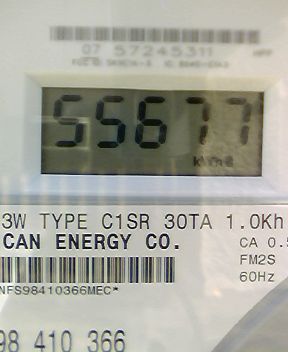 07 57245311
55677
3W TYPE C1SR 30TA 1.0Kh
CAN ENERGY CO.
CA 0.5
FM2S
60Hz
NFS98410366MEC*
98 410 366